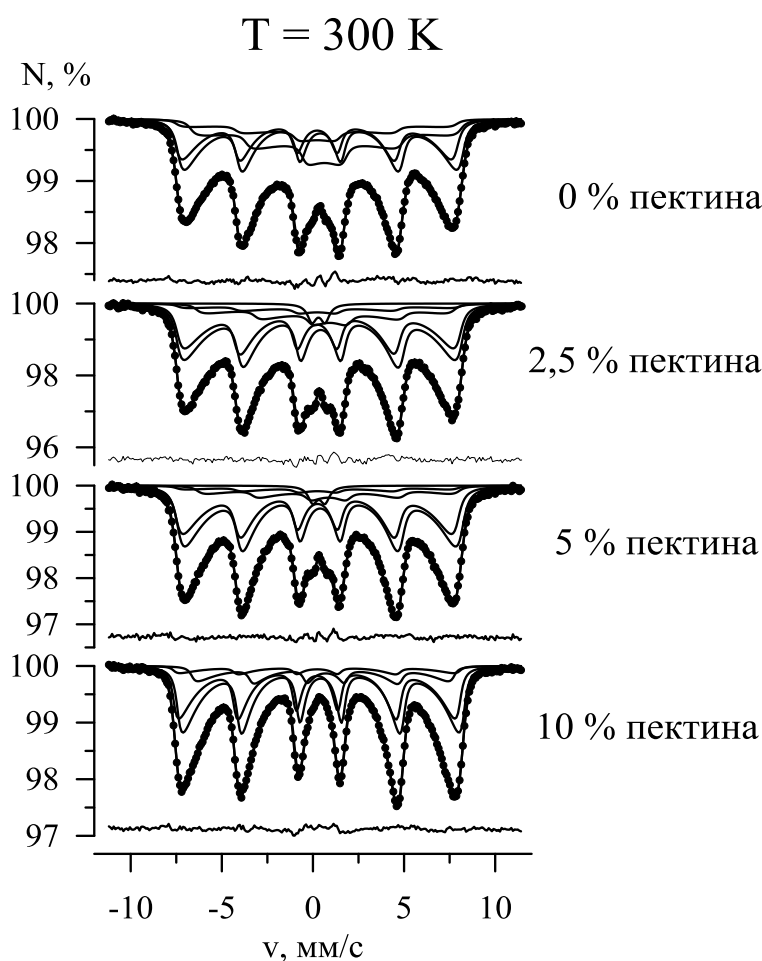 T = 300 K
N, %
100
99
98
0 % пектина
100
98
96
2,5 % пектина
100
99
98
97
5 % пектина
100
99
98
97
10 % пектина
-10 -5 0 5 10
v, мм/с